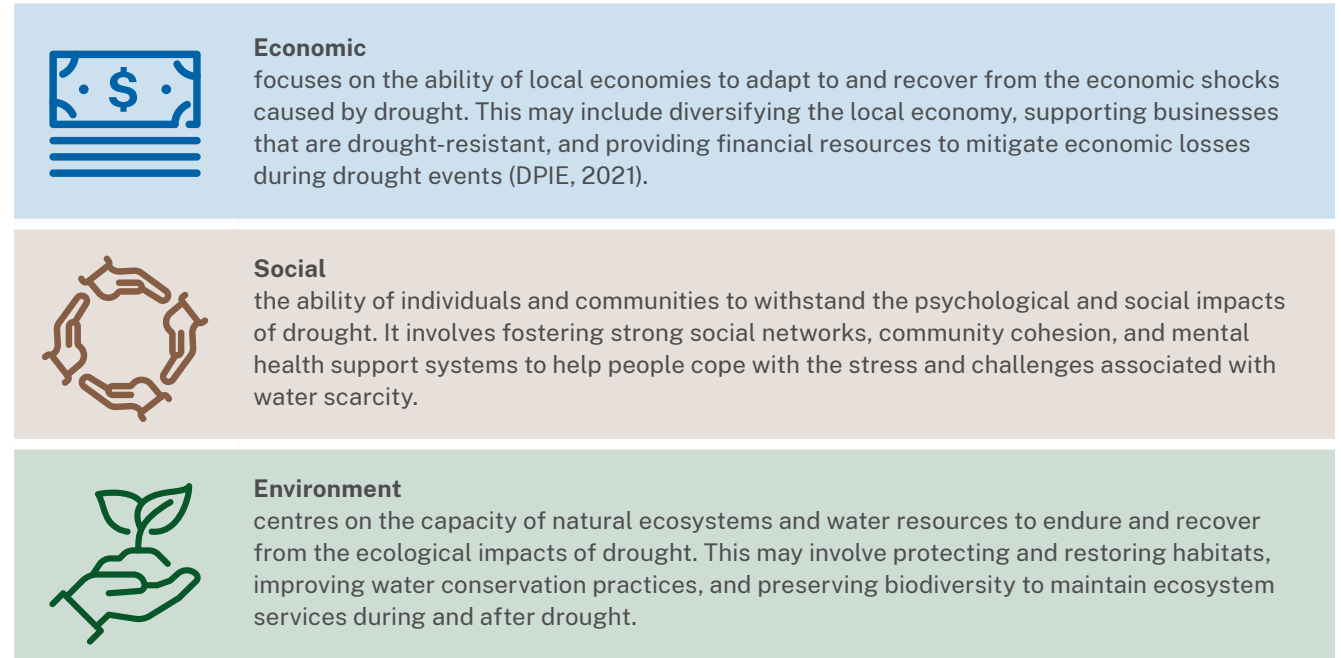 $
Economic
focuses on the ability of local economies to adapt to and recover from the economic shocks
caused by drought. This may include diversifying the local economy, supporting businesses
that are drought-resistant, and providing financial resources to mitigate economic losses
during drought events (DPIE, 2021).
Social
the ability of individuals and communities to withstand the psychological and social impacts
of drought. It involves fostering strong social networks, community cohesion, and mental
health support systems to help people cope with the stress and challenges associated with
water scarcity.
Environment
centres on the capacity of natural ecosystems and water resources to endure and recover
from the ecological impacts of drought. This may involve protecting and restoring habitats,
improving water conservation practices, and preserving biodiversity to maintain ecosystem
services during and after drought.